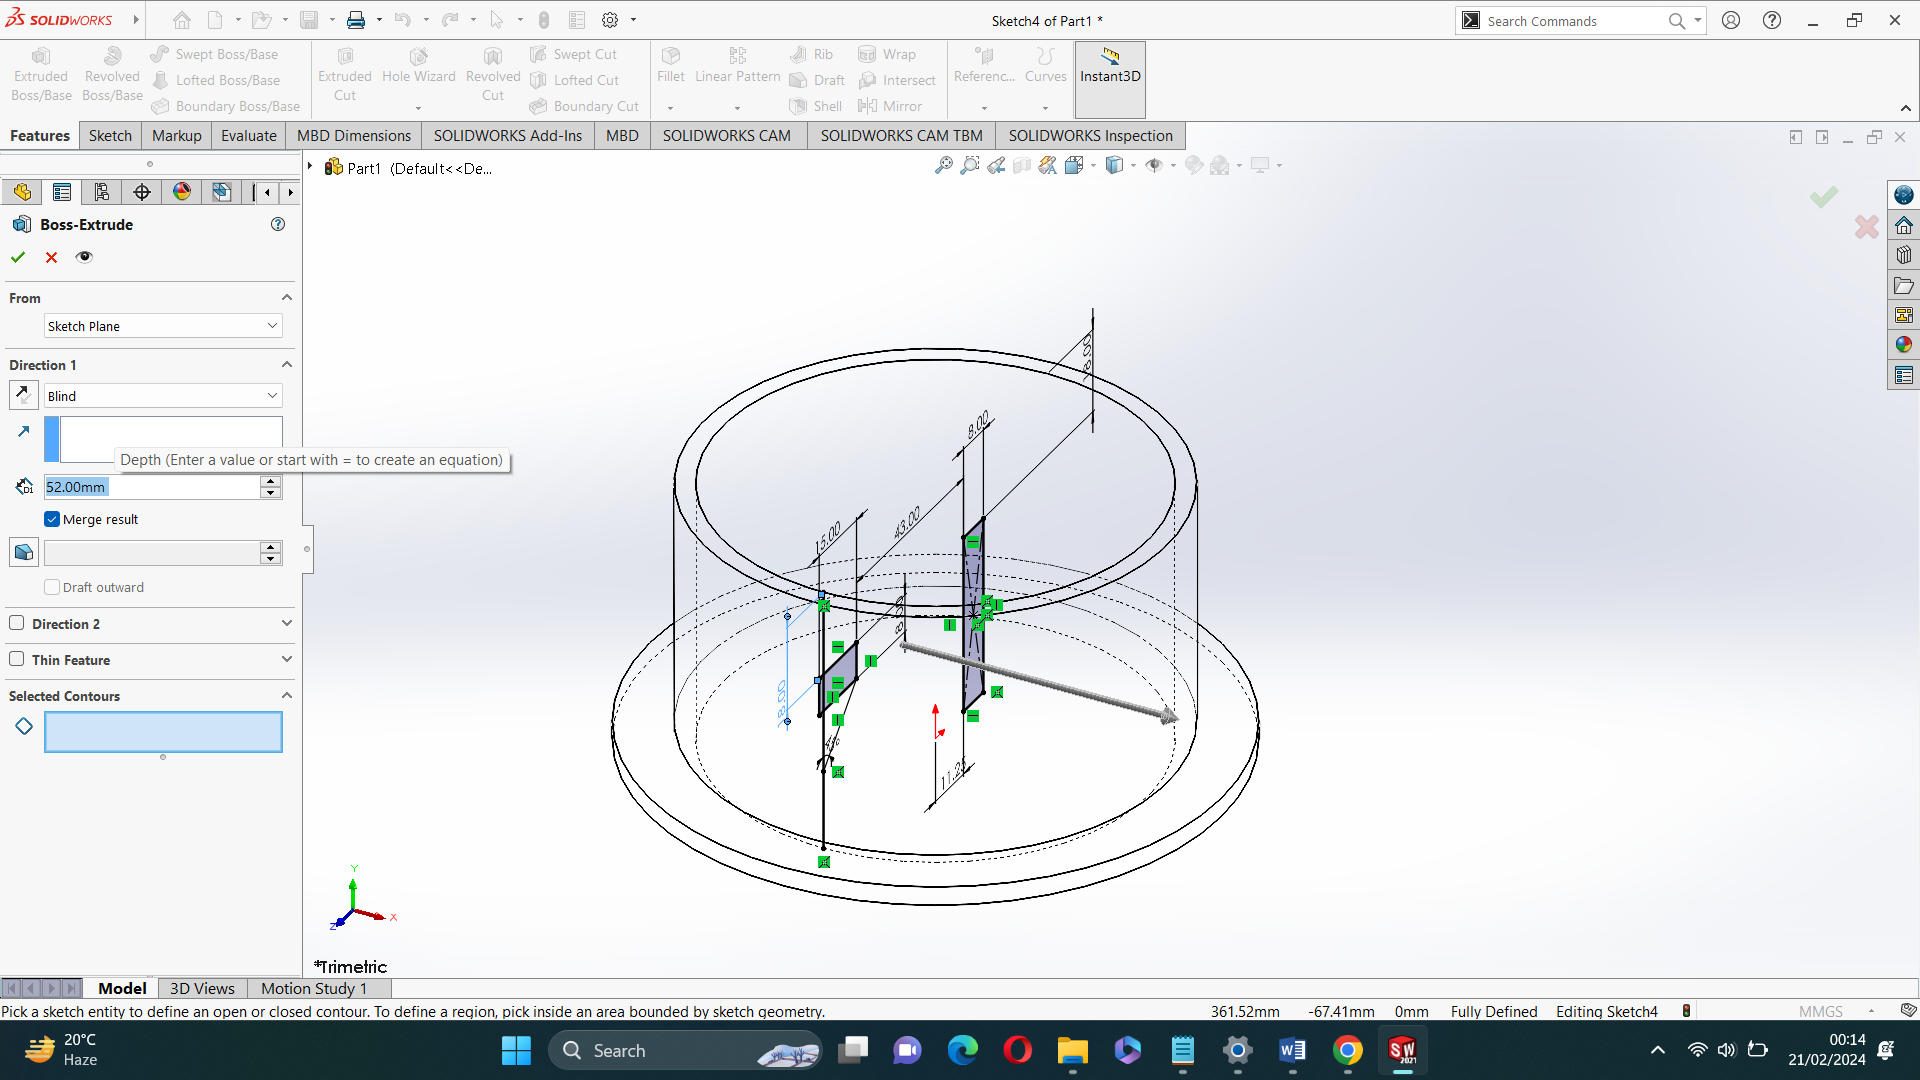 SOLIDWORKS
Sketch4 of Part1 *
Search Commands
Extruded Boss/Base
Revolved Boss/Base
Swept Boss/Base
Lofted Boss/Base
Boundary Boss/Base
Extruded Cut
Hole Wizard
Revolved Cut
Swept Cut
Lofted Cut
Boundary Cut
Fillet
Linear Pattern
Rib
Draft
Shell
Wrap
Intersect
Mirror
Referenc...
Curves
Instant3D
Features
Sketch
Markup
Evaluate
MBD Dimensions
SOLIDWORKS Add-Ins
MBD
SOLIDWORKS CAM
SOLIDWORKS CAM TBM
SOLIDWORKS Inspection
Part1 (Default<<De...
Boss-Extrude
From
Sketch Plane
Direction 1
Blind
Depth (Enter a value or start with = to create an equation)
D1
52.00mm
Merge result
Draft outward
Direction 2
Thin Feature
Selected Contours
8.00
43.00
15.00
18.00
11.25
Y
X
Z
*Trimetric
Model
3D Views
Motion Study 1
Pick a sketch entity to define an open or closed contour. To define a region, pick inside an area bounded by sketch geometry.
361.52mm
-67.41mm
0mm
Fully Defined
Editing Sketch4
MMGS
20°C
Haze
Search
SW
2021
00:14
21/02/2024